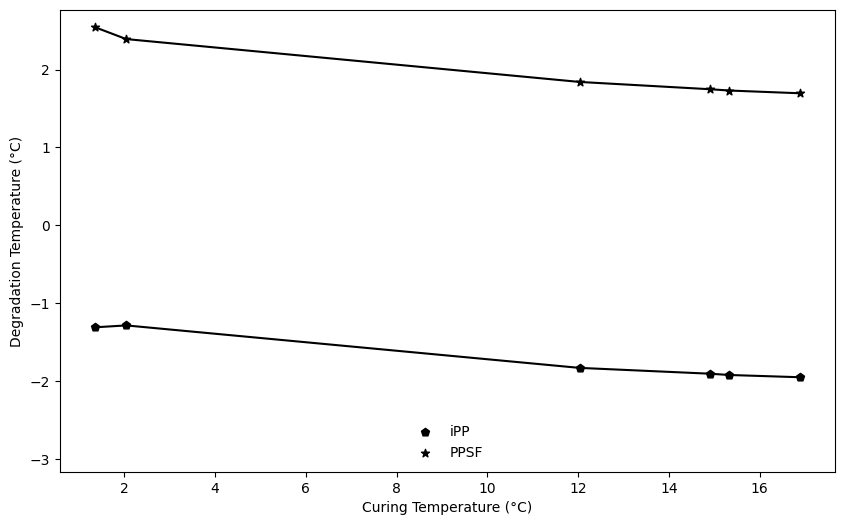 2
1
0
−1
−2
−3
Degradation Temperature (°C)
iPP
PPSF
2 4 6 8 10 12 14 16
Curing Temperature (°C)